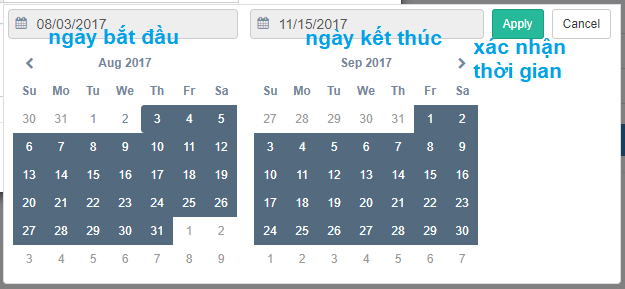 08/03/2017 11/15/2017 Apply Cancel
ngày bắt đầu ngày kết thúc xác nhận
thời gian
Aug 2017 Sep 2017
Su Mo Tu We Th Fr Sa Su Mo Tu We Th Fr Sa
30 31 1 2 3 4 5 27 28 29 30 31 1 2
6 7 8 9 10 11 12 3 4 5 6 7 8 9
13 14 15 16 17 18 19 10 11 12 13 14 15 16
20 21 22 23 24 25 26 17 18 19 20 21 22 23
27 28 29 30 31 1 2 24 25 26 27 28 29 30
3 4 5 6 7 8 9 1 2 3 4 5 6 7